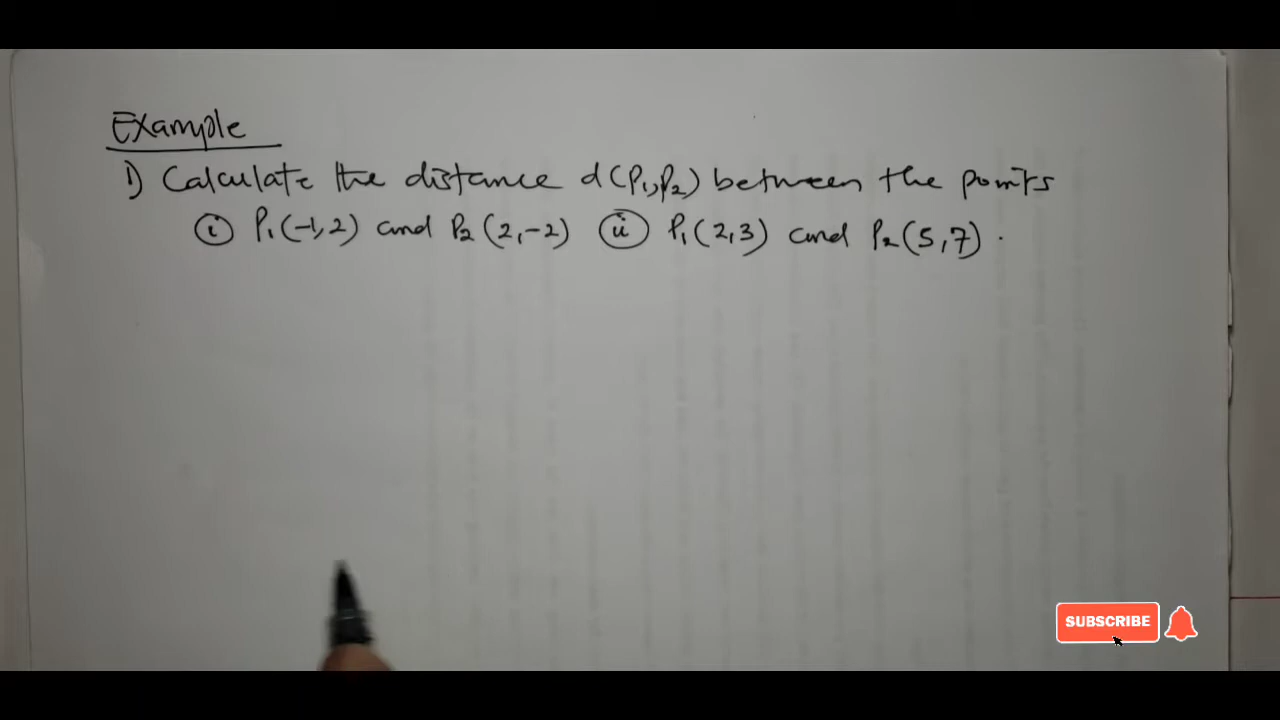 Example
1) Calculate the distance d(P₁,P₂) between the points
(i) P₁(-1,2) and P₂(2,-2) (ii) P₁(2,3) and P₂(5,7).
SUBSCRIBE